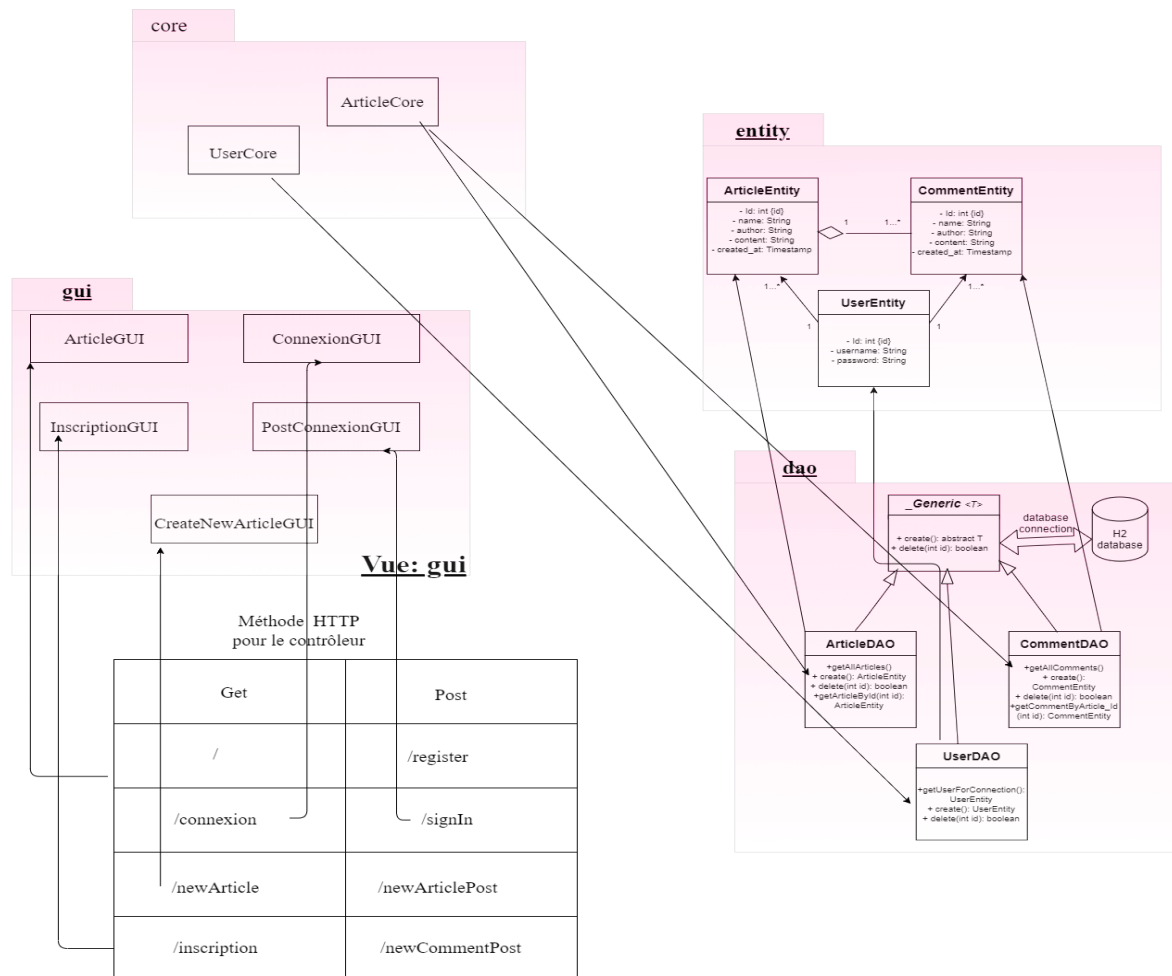 core
ArticleCore
UserCore
gui
ArticleGUI
ConnexionGUI
InscriptionGUI
PostConnexionGUI
CreateNewArticleGUI
Vue: gui
Méthode HTTP
pour le contrôleur
Get
Post
/
/register
/connexion
/signIn
/newArticle
/newArticlePost
/inscription
/newCommentPost
entity
ArticleEntity
- Id: int {id}
- name: String
- author: String
- content: String
- created_at: Timestamp
1
1...*
CommentEntity
- Id: int {id}
- name: String
- author: String
- content: String
- created_at: Timestamp
1...*
1...*
1
1
UserEntity
- Id: int {id}
- username: String
- password: String
dao
_Generic <T>
+ create(): abstract T
+ delete(int id): boolean
database
connection
H2
database
ArticleDAO
+getAllArticles()
+ create(): ArticleEntity
+ delete(int id): boolean
+getArticleById(int id):
ArticleEntity
CommentDAO
+getAllComments()
+ create():
CommentEntity
+ delete(int id): boolean
+getCommentByArticle_Id
(int id): CommentEntity
UserDAO
+getUserForConnection():
UserEntity
+ create(): UserEntity
+ delete(int id): boolean